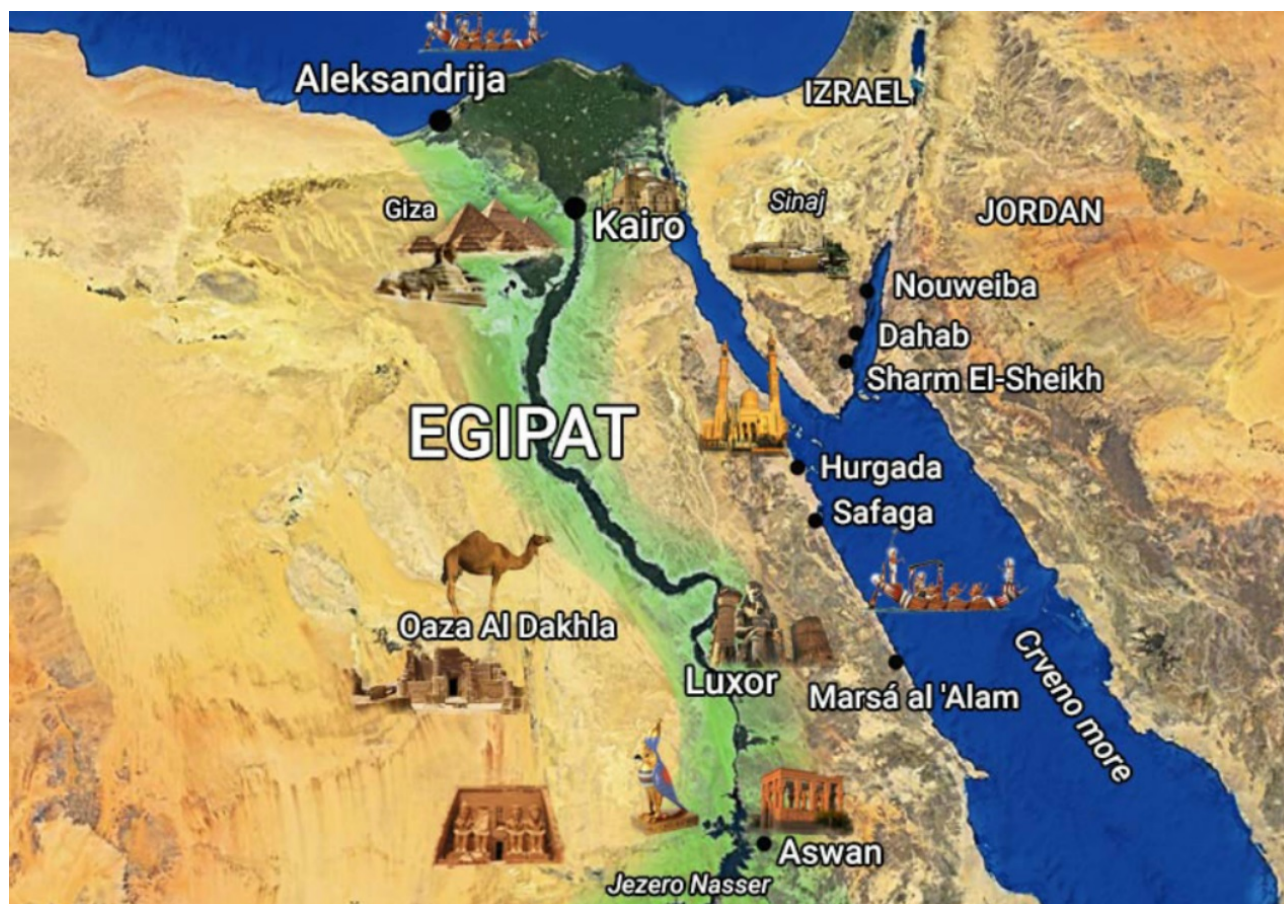 Aleksandrija
IZRAEL
Giza
Kairo
Sinaj
JORDAN
Nouweiba
Dahab
Sharm El-Sheikh
EGIPAT
Hurgada
Safaga
Oaza Al Dakhla
Luxor
Marsá al 'Alam
Crveno more
Aswan
Jezero Nasser